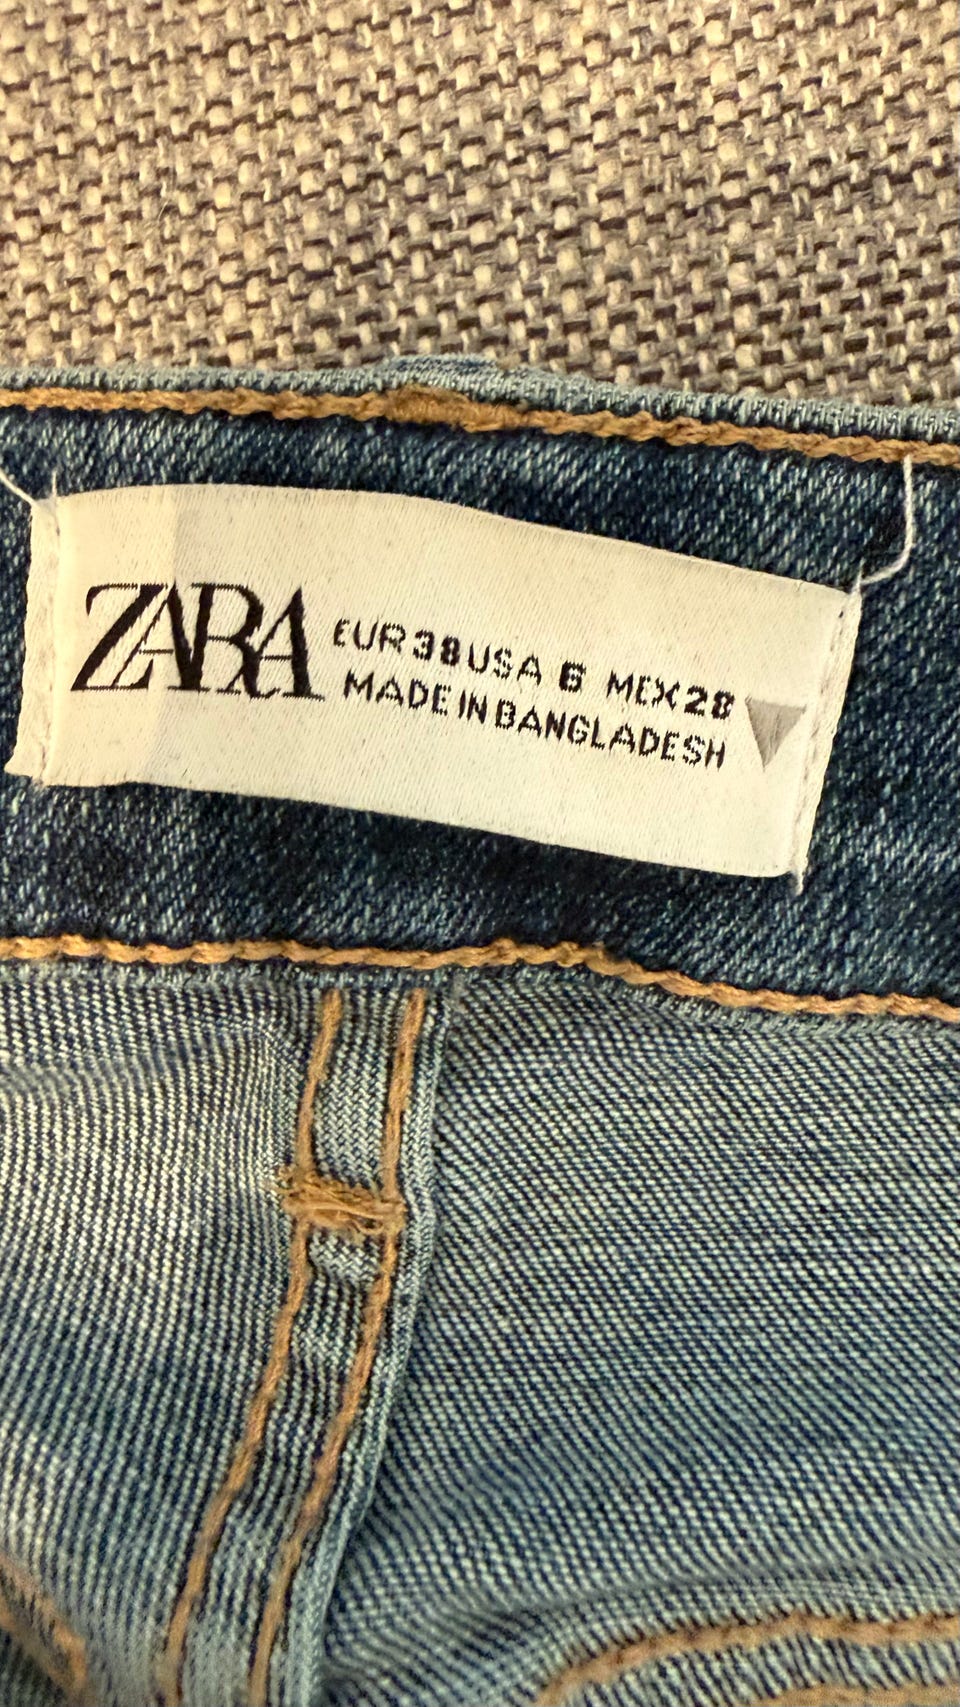 ZARA
EUR 38 USA 6 MEX 28
MADE IN BANGLADESH